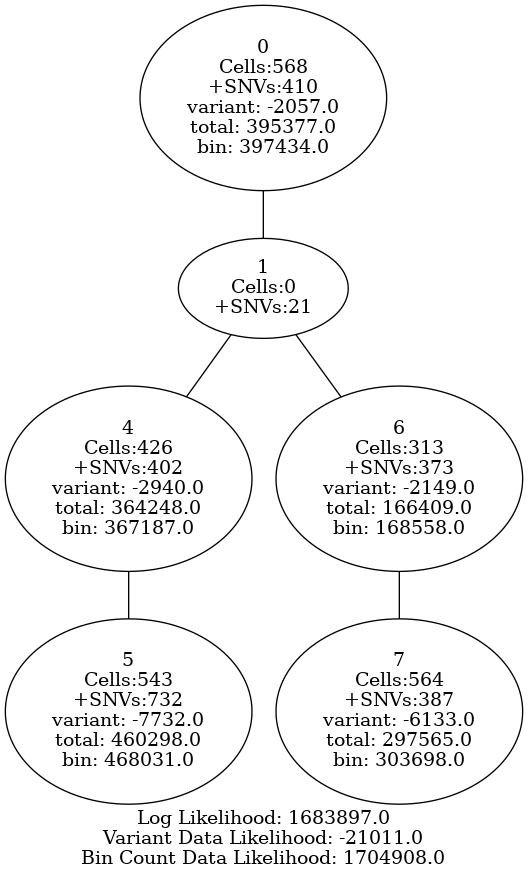 0
Cells:568
+SNVs:410
variant: -2057.0
total: 395377.0
bin: 397434.0
1
Cells:0
+SNVs:21
4
Cells:426
+SNVs:402
variant: -2940.0
total: 364248.0
bin: 367187.0
6
Cells:313
+SNVs:373
variant: -2149.0
total: 166409.0
bin: 168558.0
5
Cells:543
+SNVs:732
variant: -7732.0
total: 460298.0
bin: 468031.0
7
Cells:564
+SNVs:387
variant: -6133.0
total: 297565.0
bin: 303698.0
Log Likelihood: 1683897.0
Variant Data Likelihood: -21011.0
Bin Count Data Likelihood: 1704908.0